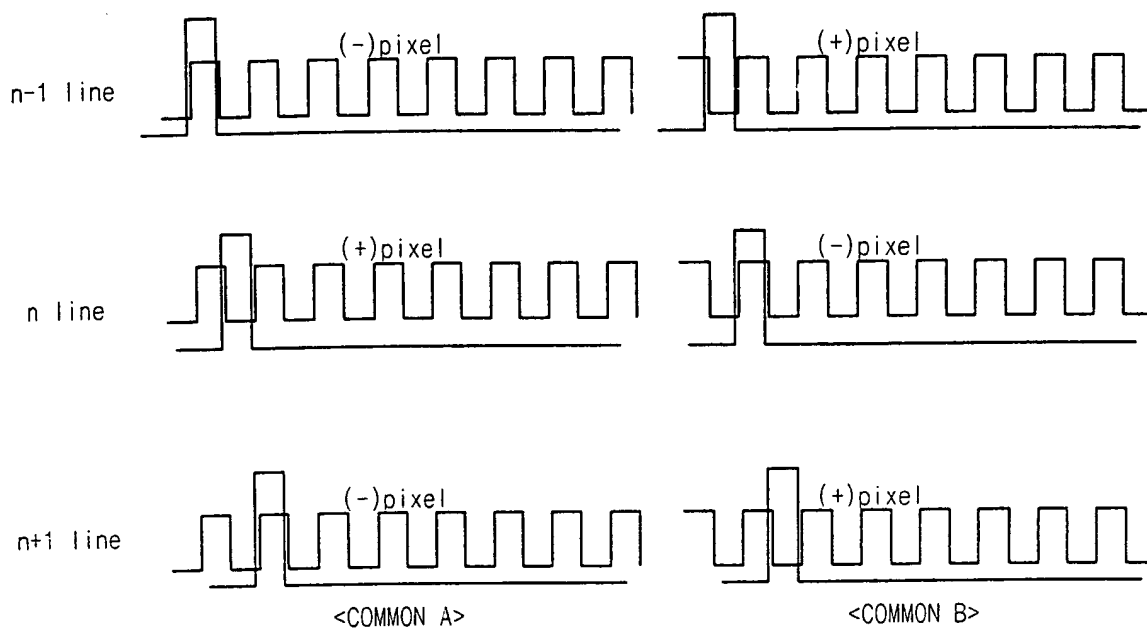 (-)pixel
(+)pixel
n-1 line
(+)pixel
(-)pixel
n line
(-)pixel
(+)pixel
n+1 line
<COMMON A>
<COMMON B>